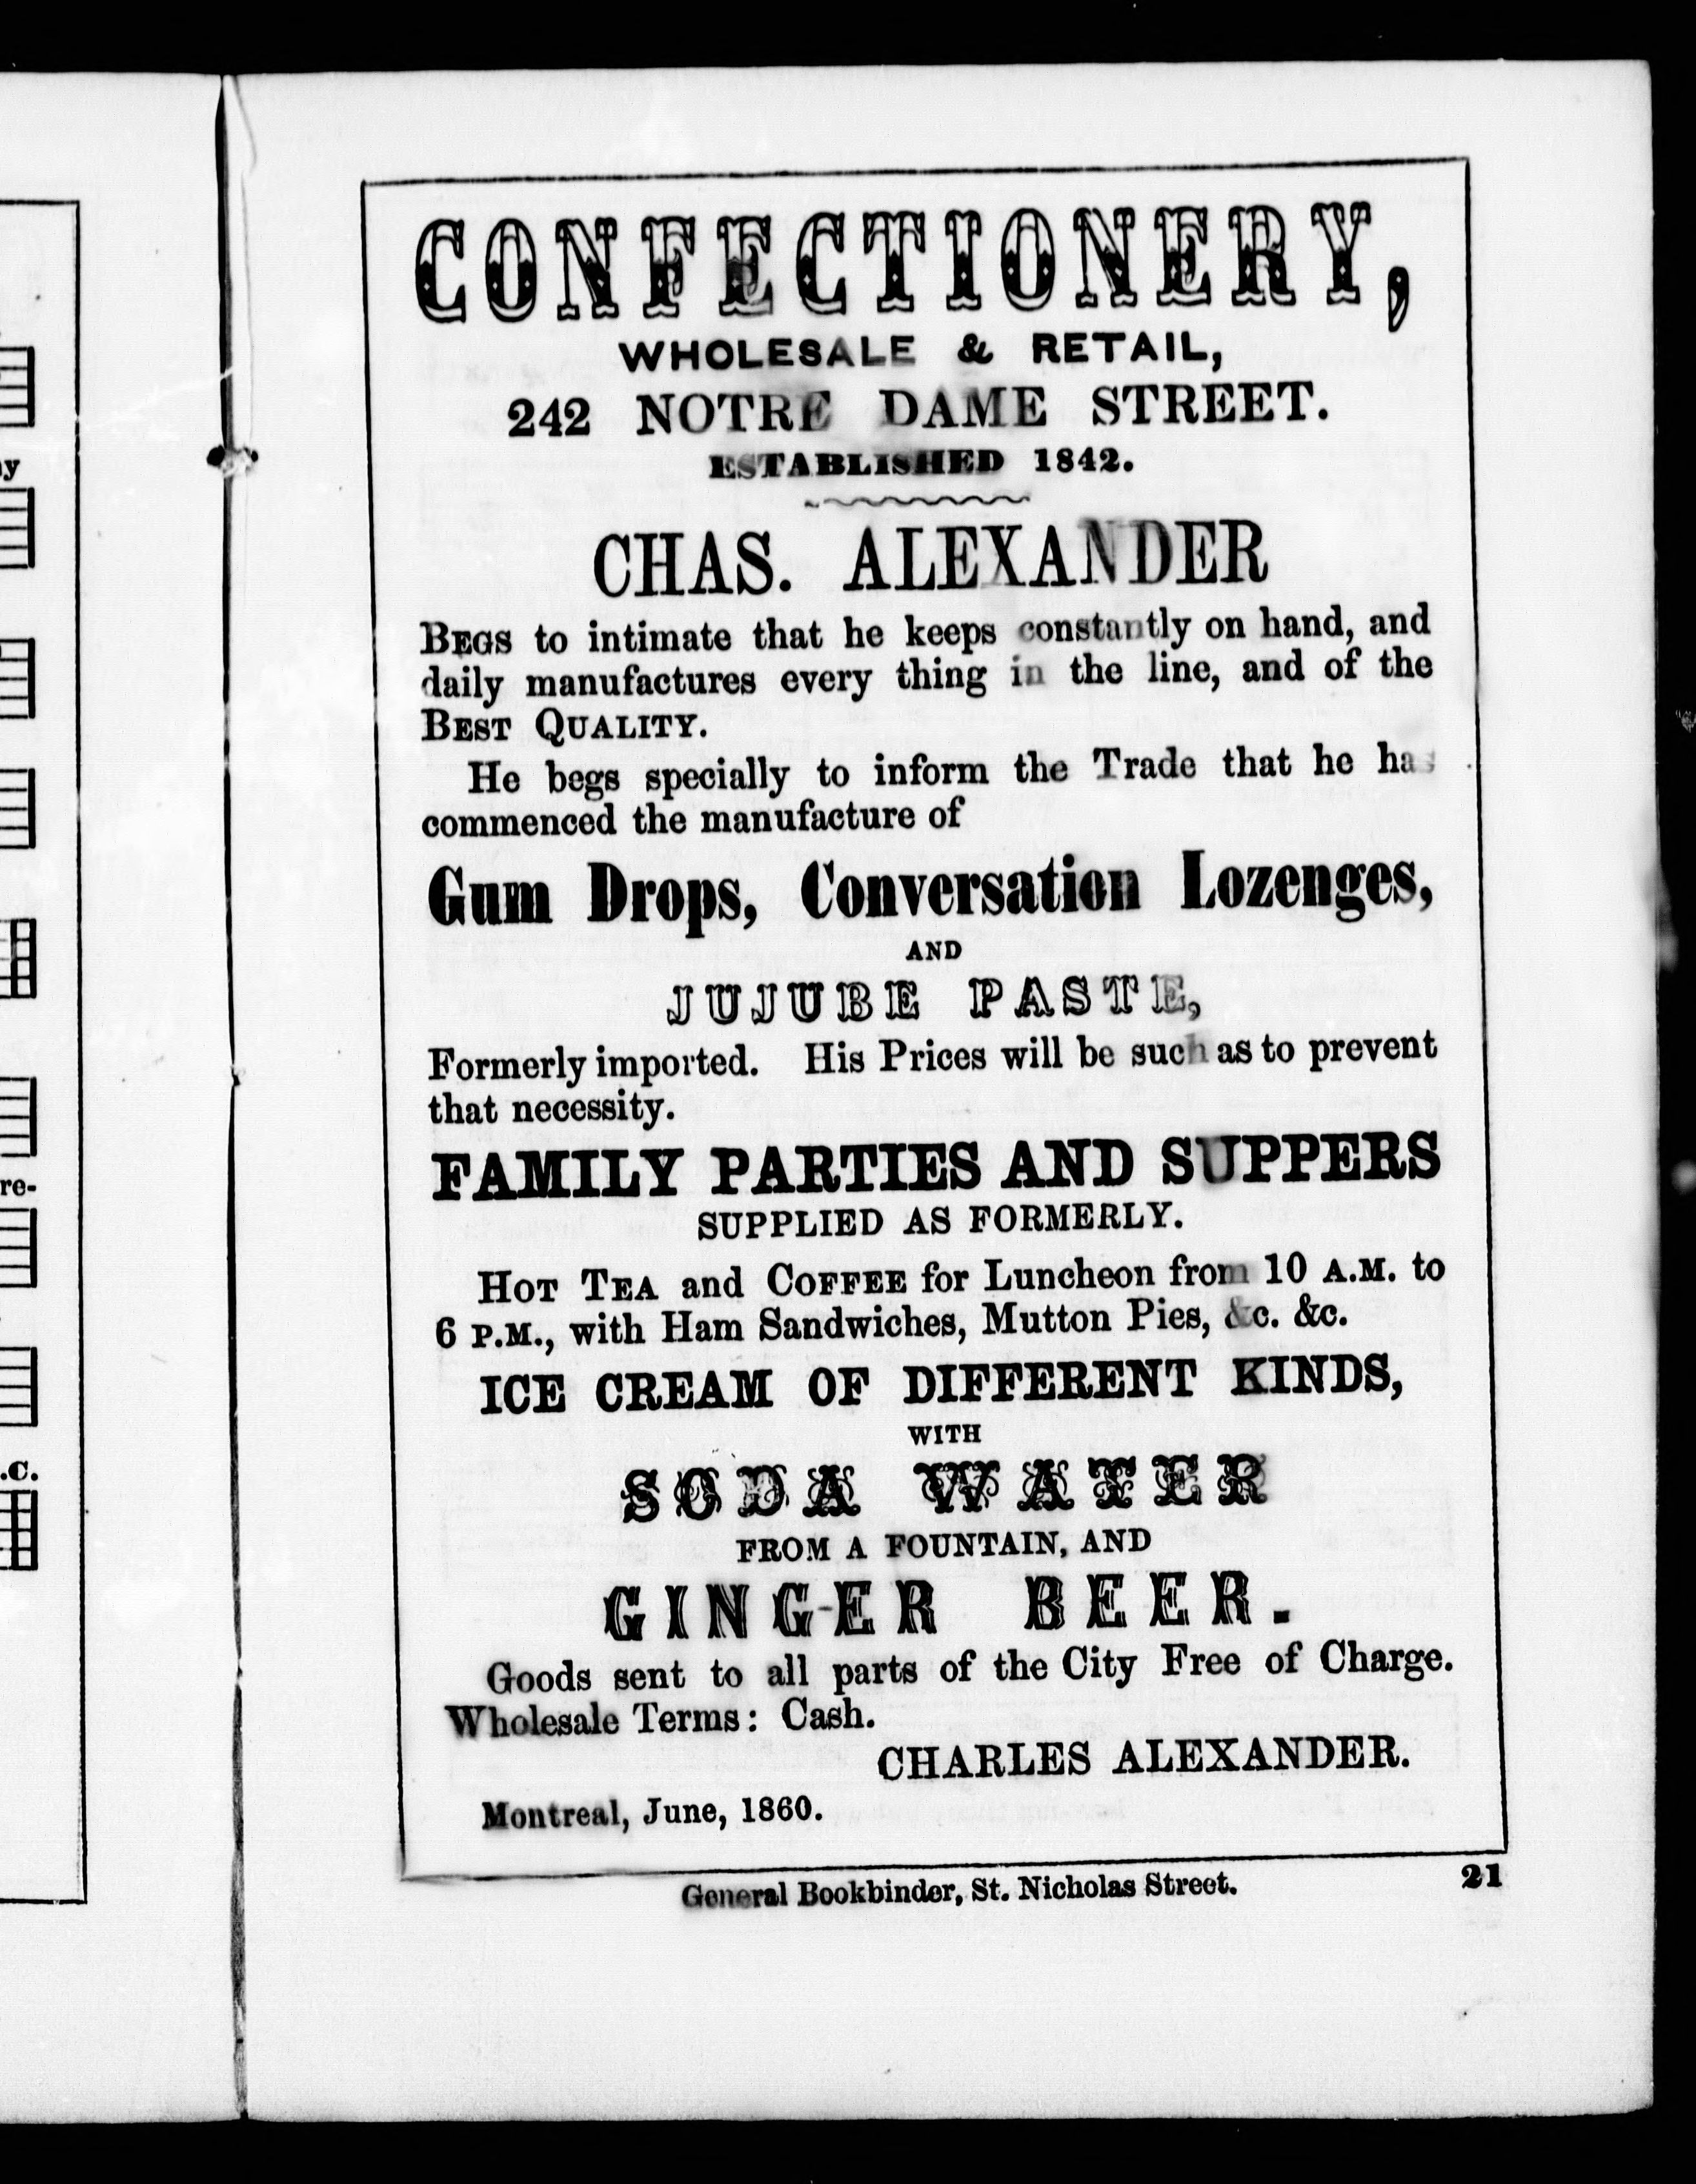 y
re-
.C.
CONFECTIONERY,
WHOLESALE & RETAIL,
242 NOTRE DAME STREET.
ESTABLISHED 1842.
CHAS. ALEXANDER
BEGS to intimate that he keeps constantly on hand, and
daily manufactures every thing in the line, and of the
BEST QUALITY.
He begs specially to inform the Trade that he has
commenced the manufacture of
Gum Drops, Conversation Lozenges,
AND
JUJUBE PASTE,
Formerly imported. His Prices will be such as to prevent
that necessity.
FAMILY PARTIES AND SUPPERS
SUPPLIED AS FORMERLY.
HOT TEA and COFFEE for Luncheon from 10 A.M. to
6 P.M., with Ham Sandwiches, Mutton Pies, &c. &c.
ICE CREAM OF DIFFERENT KINDS,
WITH
SODA WATER
FROM A FOUNTAIN, AND
GINGER BEER.
Goods sent to all parts of the City Free of Charge.
Wholesale Terms: Cash.
CHARLES ALEXANDER.
Montreal, June, 1860.
General Bookbinder, St. Nicholas Street.
21